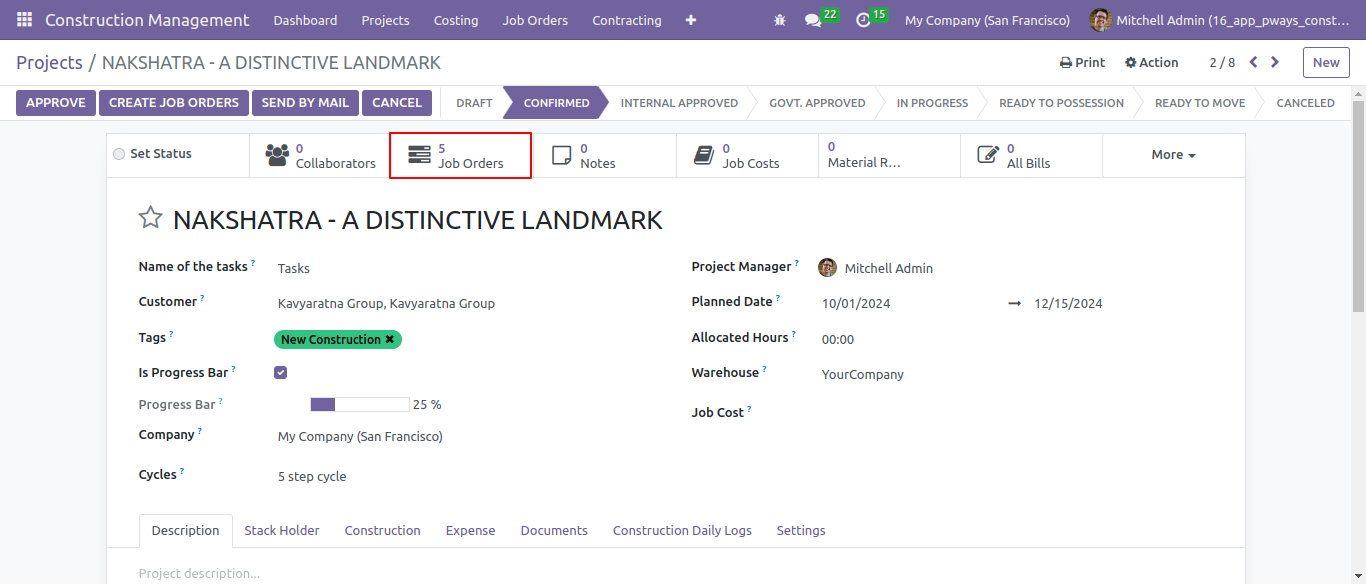 Construction Management Dashboard Projects Costing Job Orders Contracting 22 15 My Company (San Francisco) Mitchell Admin (16_app_pways_const...
Projects / NAKSHATRA - A DISTINCTIVE LANDMARK Print Action 2 / 8 New
APPROVE CREATE JOB ORDERS SEND BY MAIL CANCEL DRAFT CONFIRMED INTERNAL APPROVED GOVT. APPROVED IN PROGRESS READY TO POSSESSION READY TO MOVE CANCELED
Set Status
0
Collaborators
5
Job Orders
0
Notes
0
Job Costs
0
Material R...
0
All Bills
More
NAKSHATRA - A DISTINCTIVE LANDMARK
Name of the tasks ? Tasks
Project Manager ? Mitchell Admin
Customer ? Kavyaratna Group, Kavyaratna Group
Planned Date ? 10/01/2024 → 12/15/2024
Tags ? New Construction ✖
Allocated Hours ? 00:00
Is Progress Bar ?
Warehouse ? YourCompany
Progress Bar ? 25 %
Job Cost ?
Company ? My Company (San Francisco)
Cycles ? 5 step cycle
Description Stack Holder Construction Expense Documents Construction Daily Logs Settings
Project description...